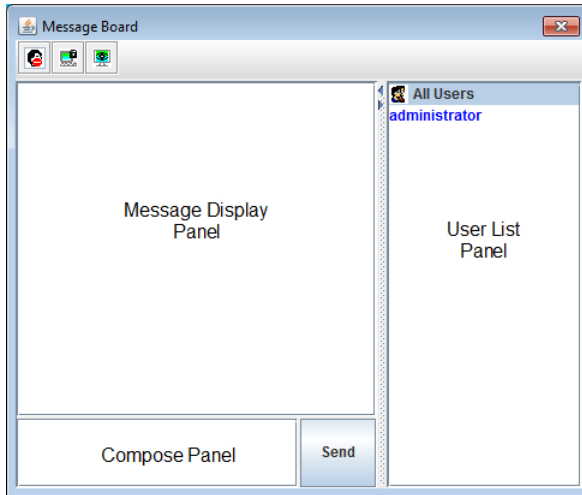 Message Board
All Users
administrator
Message Display
Panel
User List
Panel
Compose Panel
Send